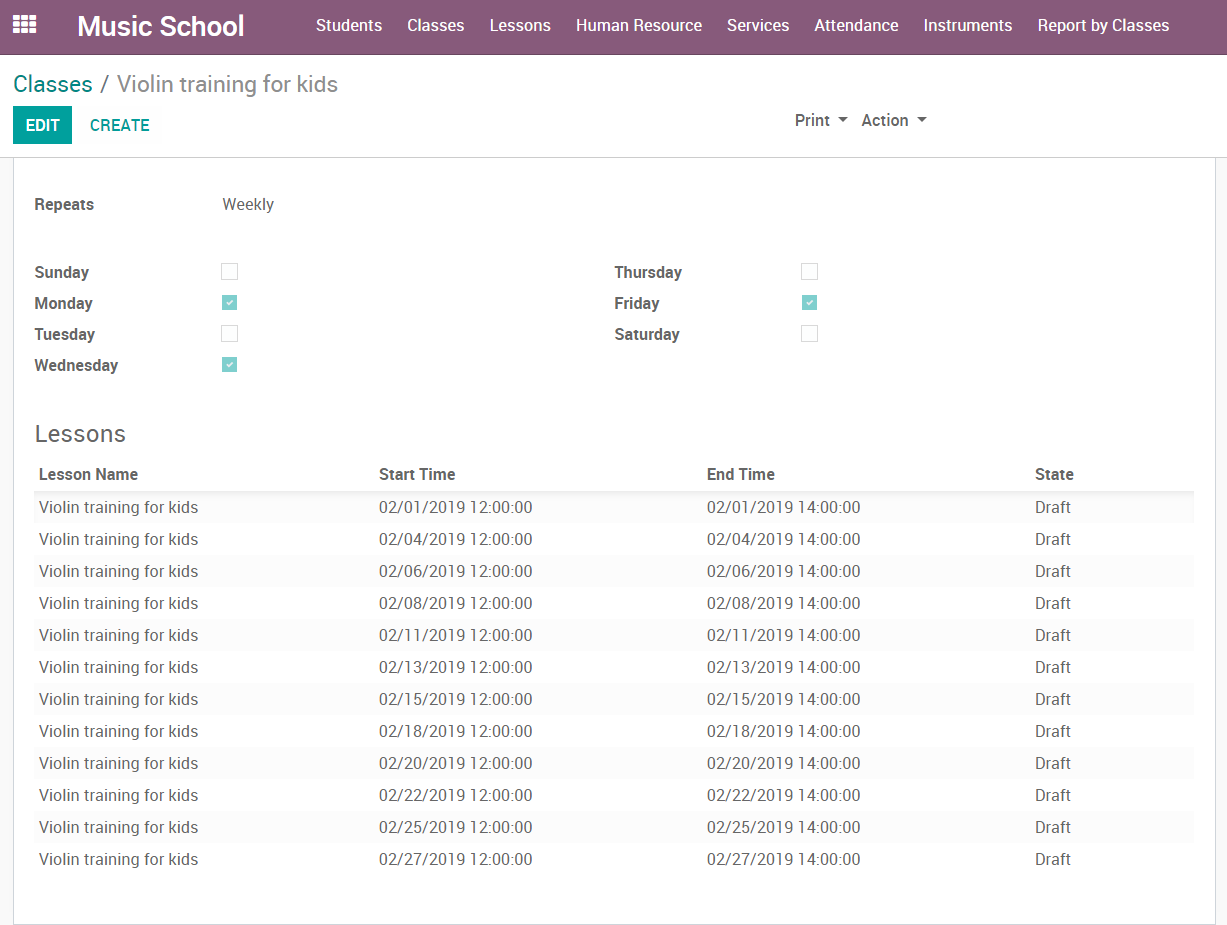 Music School Students Classes Lessons Human Resource Services Attendance Instruments Report by Classes
Classes / Violin training for kids
EDIT CREATE Print Action
Repeats Weekly
Sunday Thursday
Monday Friday
Tuesday Saturday
Wednesday
Lessons
Lesson Name Start Time End Time State
Violin training for kids 02/01/2019 12:00:00 02/01/2019 14:00:00 Draft
Violin training for kids 02/04/2019 12:00:00 02/04/2019 14:00:00 Draft
Violin training for kids 02/06/2019 12:00:00 02/06/2019 14:00:00 Draft
Violin training for kids 02/08/2019 12:00:00 02/08/2019 14:00:00 Draft
Violin training for kids 02/11/2019 12:00:00 02/11/2019 14:00:00 Draft
Violin training for kids 02/13/2019 12:00:00 02/13/2019 14:00:00 Draft
Violin training for kids 02/15/2019 12:00:00 02/15/2019 14:00:00 Draft
Violin training for kids 02/18/2019 12:00:00 02/18/2019 14:00:00 Draft
Violin training for kids 02/20/2019 12:00:00 02/20/2019 14:00:00 Draft
Violin training for kids 02/22/2019 12:00:00 02/22/2019 14:00:00 Draft
Violin training for kids 02/25/2019 12:00:00 02/25/2019 14:00:00 Draft
Violin training for kids 02/27/2019 12:00:00 02/27/2019 14:00:00 Draft